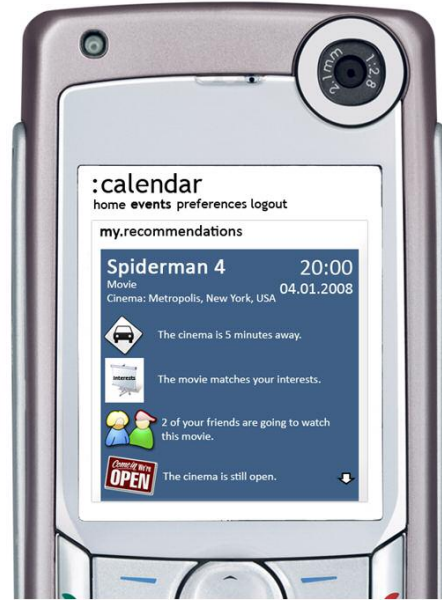 2.1mm 1:2.8
:calendar
home events preferences logout
my.recommendations
Spiderman 4 20:00
Movie 04.01.2008
Cinema: Metropolis, New York, USA
The cinema is 5 minutes away.
interests
The movie matches your interests.
2 of your friends are going to watch
this movie.
Come in We're
OPEN
The cinema is still open.